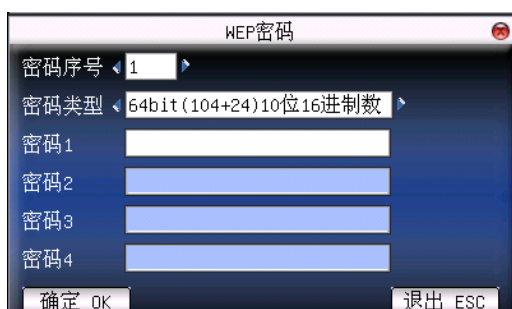 WEP密码
密码序号 1
密码类型 64bit(104+24)10位16进制数
密码1
密码2
密码3
密码4
确定 OK 退出 ESC